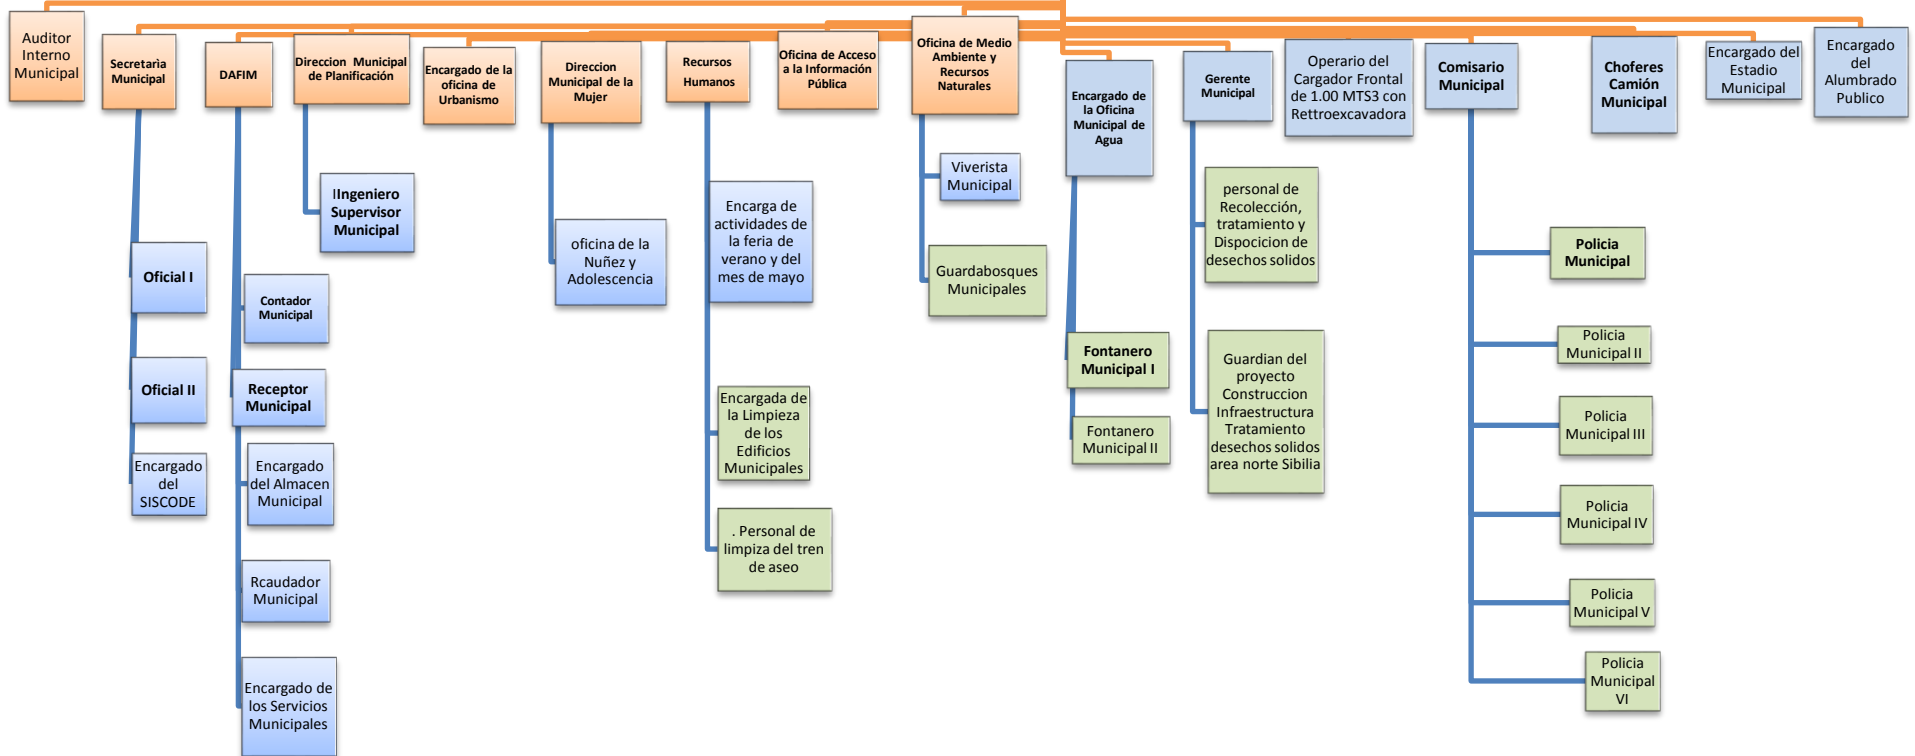 Auditor
Interno
Municipal
Secretarìa
Municipal
Oficial I
Oficial II
Encargado
del
SISCODE
DAFIM
Contador
Municipal
Receptor
Municipal
Encargado
del Almacen
Municipal
Rcaudador
Municipal
Encargado de
los Servicios
Municipales
Direccion Municipal
de Planificación
IIngeniero
Supervisor
Municipal
Encargado de la
oficina de
Urbanismo
Direccion
Municipal de la
Mujer
oficina de la
Nuñez y
Adolescencia
Recursos
Humanos
Encarga de
actividades de
la feria de
verano y del
mes de mayo
Encargada de
la Limpieza
de los
Edificios
Municipales
. Personal de
limpiza del tren
de aseo
Oficina de Acceso
a la Información
Pública
Oficina de Medio
Ambiente y
Recursos
Naturales
Viverista
Municipal
Guardabosques
Municipales
Encargado de
la Oficina
Municipal de
Agua
Fontanero
Municipal I
Fontanero
Municipal II
Gerente
Municipal
personal de
Recolección,
tratamiento y
Dispocicion de
desechos solidos
Guardian del
proyecto
Construccion
Infraestructura
Tratamiento
desechos solidos
area norte Sibilia
Operario del
Cargador Frontal
de 1.00 MTS3 con
Rettroexcavadora
Comisario
Municipal
Policia
Municipal
Policia
Municipal II
Policia
Municipal III
Policia
Municipal IV
Policia
Municipal V
Policia
Municipal
VI
Choferes
Camión
Municipal
Encargado del
Estadio
Municipal
Encargado
del
Alumbrado
Publico